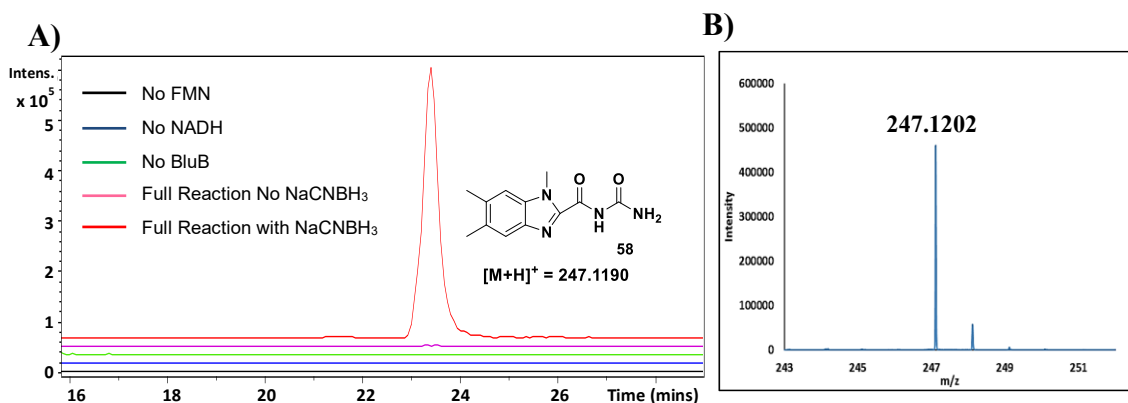 A)
Intens.
x 10⁵
5
4
3
2
1
0
No FMN
No NADH
No BluB
Full Reaction No NaCNBH₃
Full Reaction with NaCNBH₃
N
N
O
N
H
O
NH₂
58
[M+H]⁺ = 247.1190
16
18
20
22
24
26
Time (mins)
B)
600000
500000
400000
300000
200000
100000
0
Intensity
247.1202
243
245
247
249
251
m/z